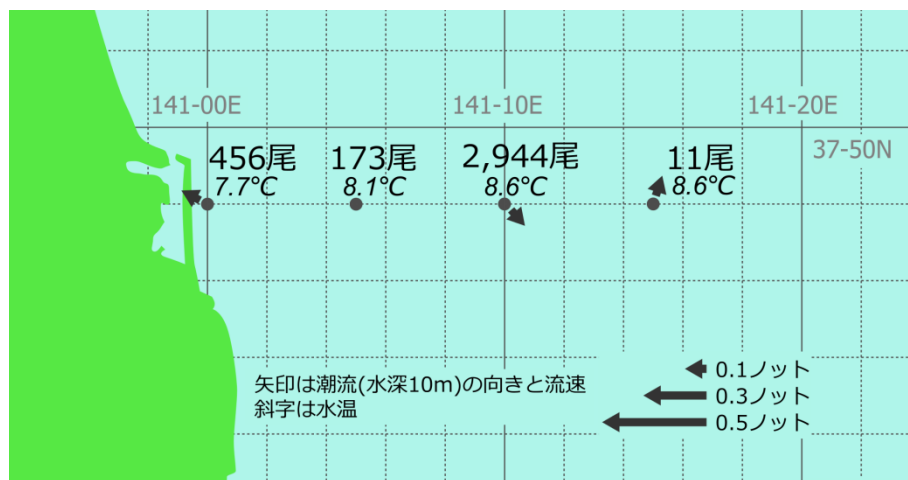 141-00E
141-10E
141-20E
37-50N
456尾
7.7°C
173尾
8.1°C
2,944尾
8.6°C
11尾
8.6°C
矢印は潮流(水深10m)の向きと流速
斜字は水温
0.1ノット
0.3ノット
0.5ノット